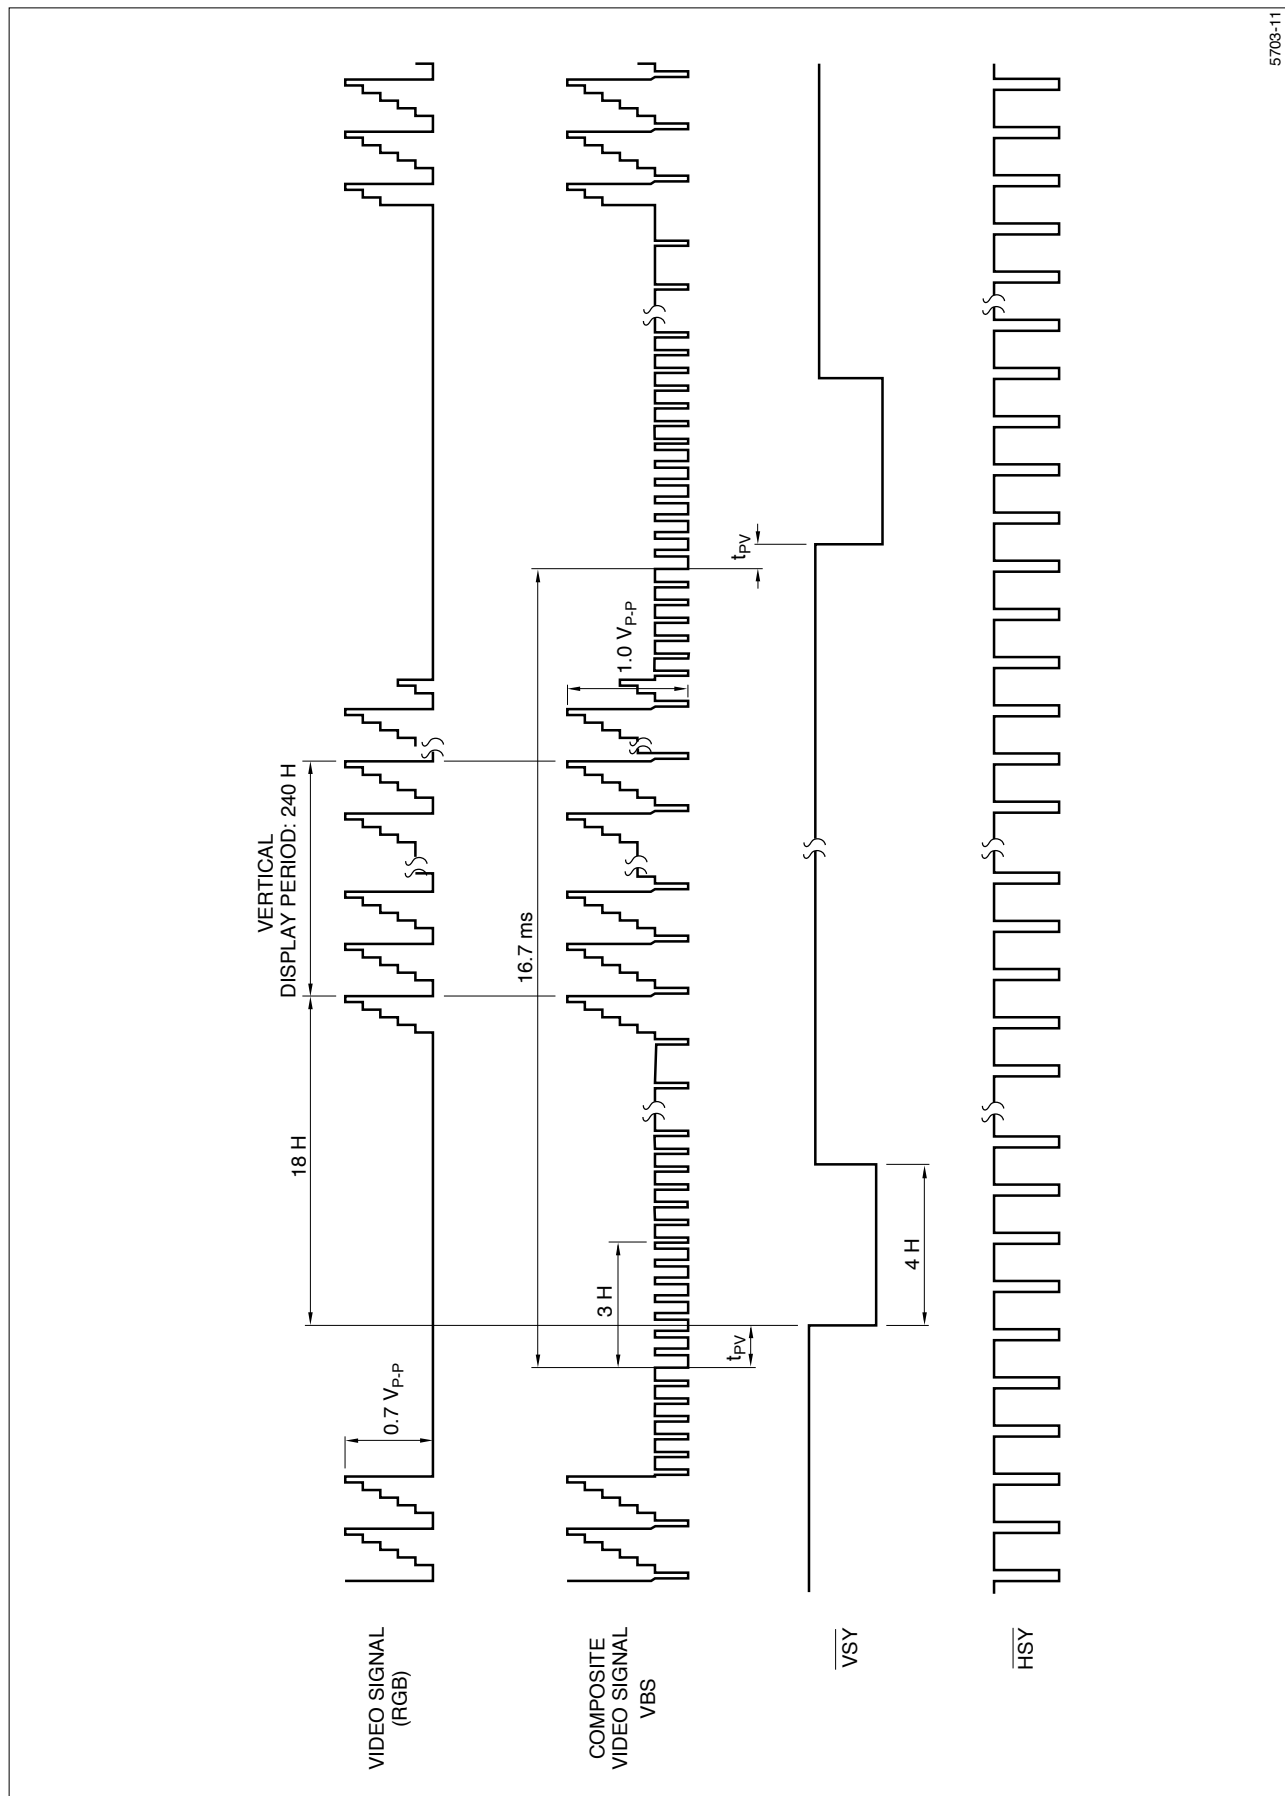 VIDEO SIGNAL
(RGB)
0.7 VP-P
18 H
VERTICAL
DISPLAY PERIOD: 240 H
COMPOSITE
VIDEO SIGNAL
VBS
16.7 ms
3 H
1.0 VP-P
tPV
tPV
VSY
4 H
HSY
5703-11